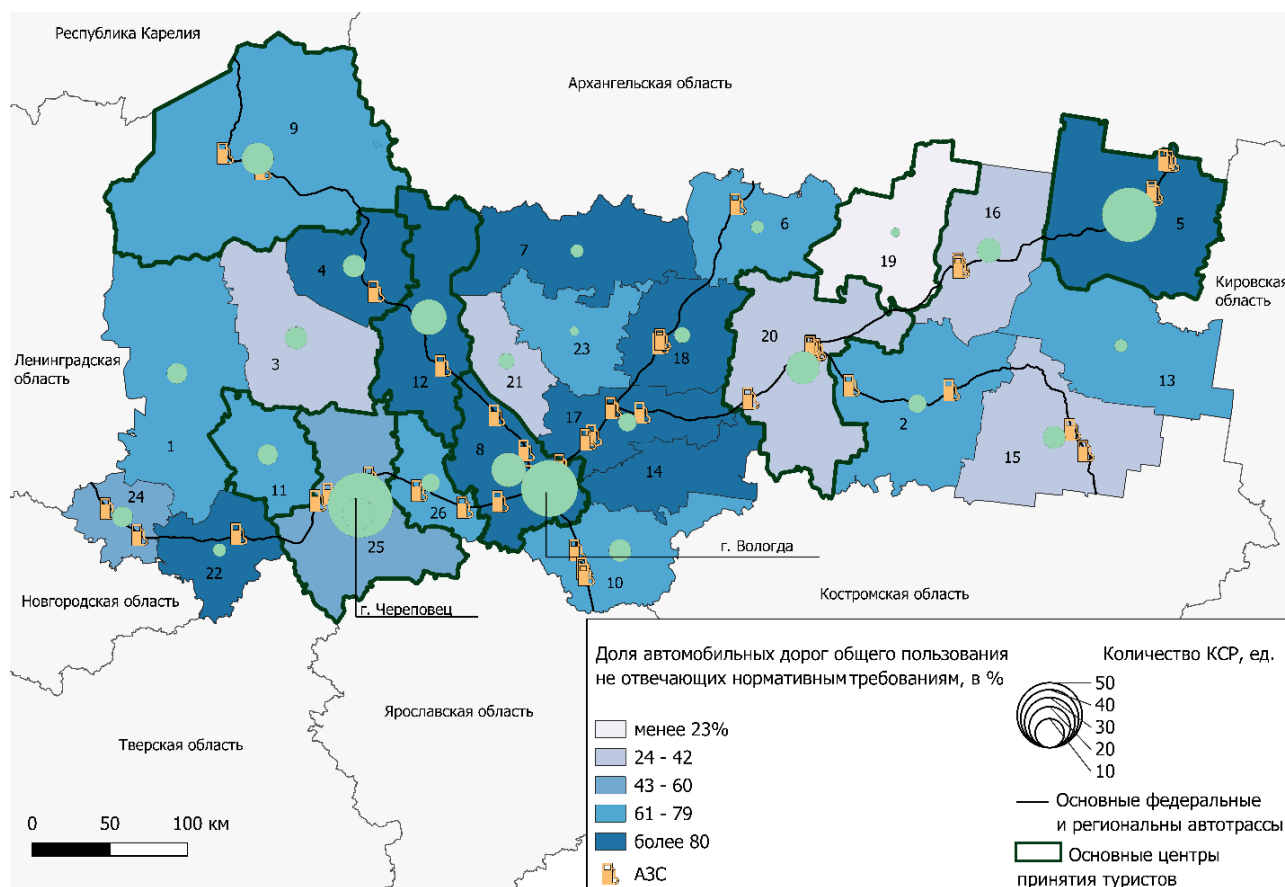 Республика Карелия
Архангельская область
9
6
16
5
7
19
4
Кировская
область
20
Ленинградская
область
3
23
18
13
12
21
17
2
1
8
14
15
11
24
26
25
22
10
г. Вологда
Новгородская область
г. Череповец
Костромская область
Ярославская область
Тверская область
0 50 100 км
Доля автомобильных дорог общего пользования
не отвечающих нормативным требованиям, в %
менее 23%
24 - 42
43 - 60
61 - 79
более 80
АЗС
Количество КСР, ед.
50
40
30
20
10
Основные федеральные
и региональны автотрассы
Основные центры
принятия туристов